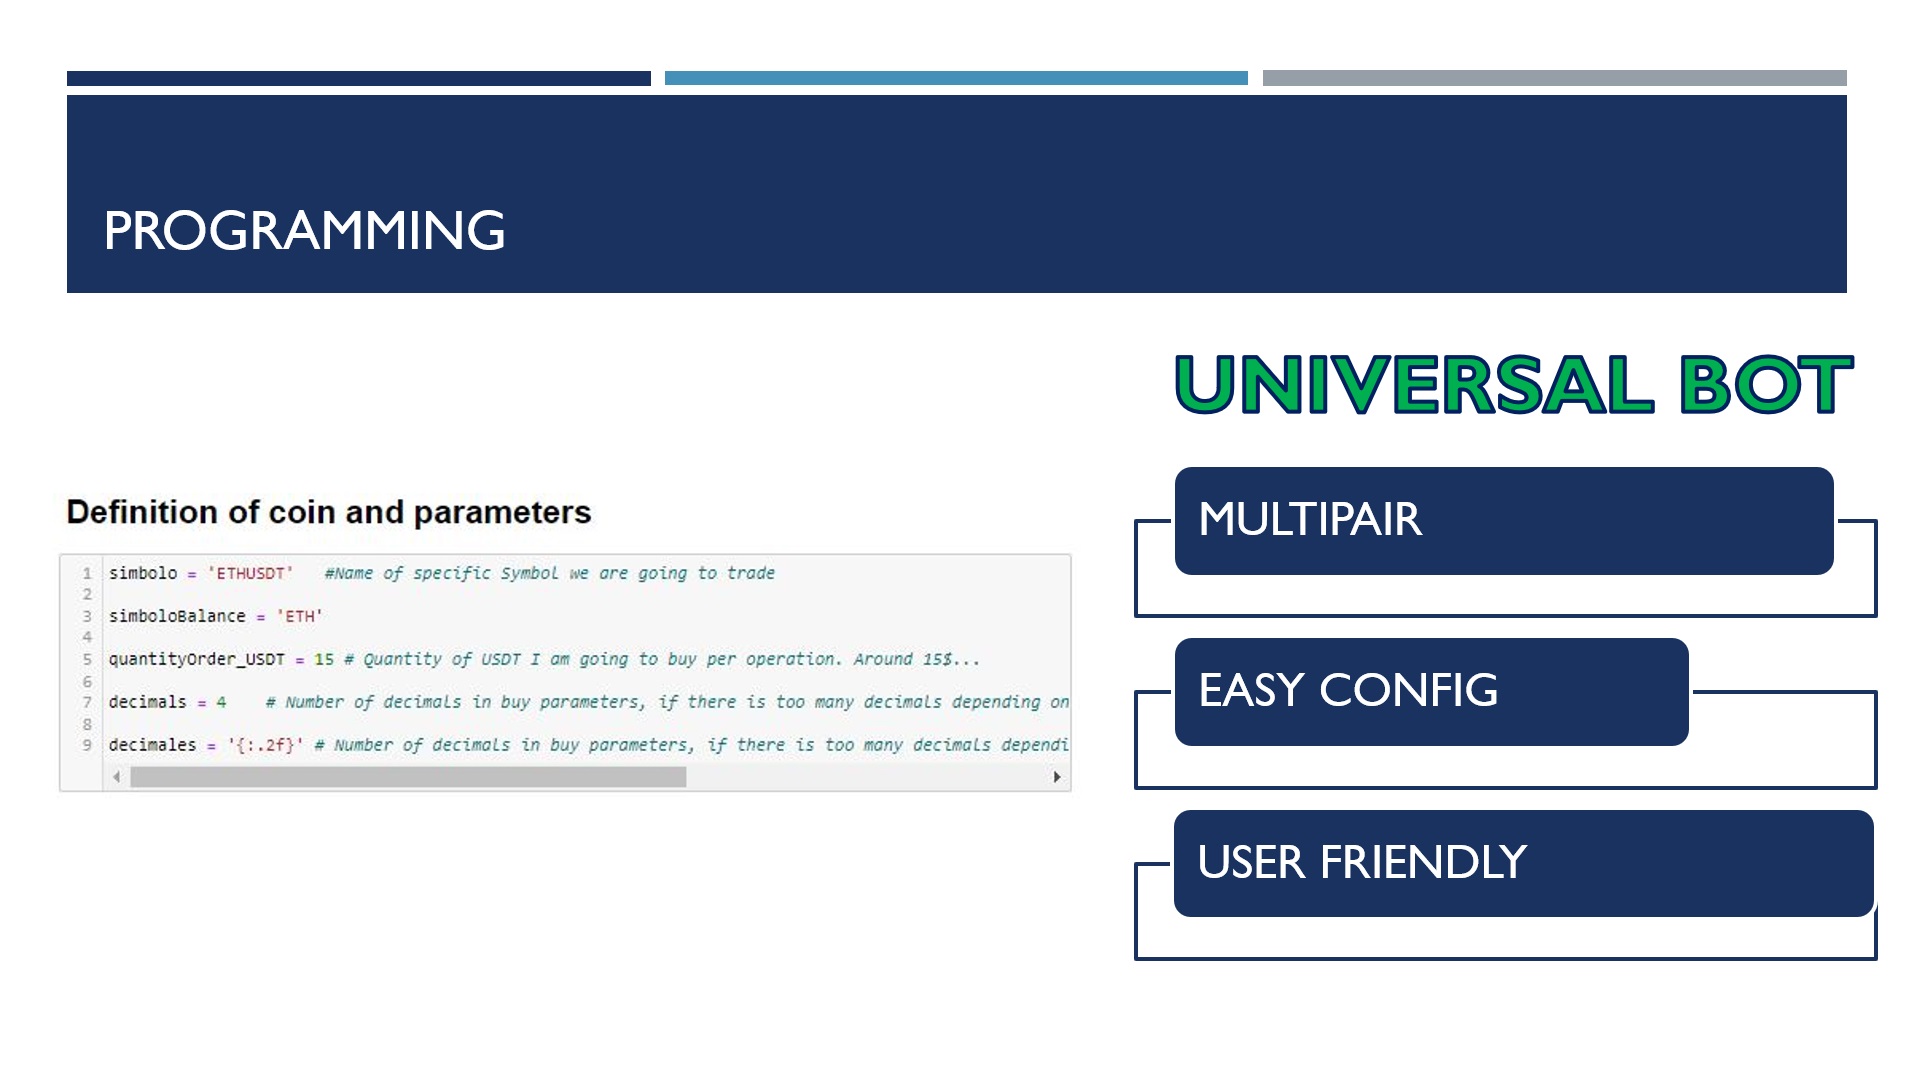 PROGRAMMING
UNIVERSAL BOT
Definition of coin and parameters
1 simbolo = 'ETHUSDT' #Name of specific Symbol we are going to trade
2
3 simboloBalance = 'ETH'
4
5 quantityOrder_USDT = 15 # Quantity of USDT I am going to buy per operation. Around 15$...
6
7 decimals = 4 # Number of decimals in buy parameters, if there is too many decimals depending on
8
9 decimales = '{:.2f}' # Number of decimals in buy parameters, if there is too many decimals dependi
MULTIPAIR
EASY CONFIG
USER FRIENDLY